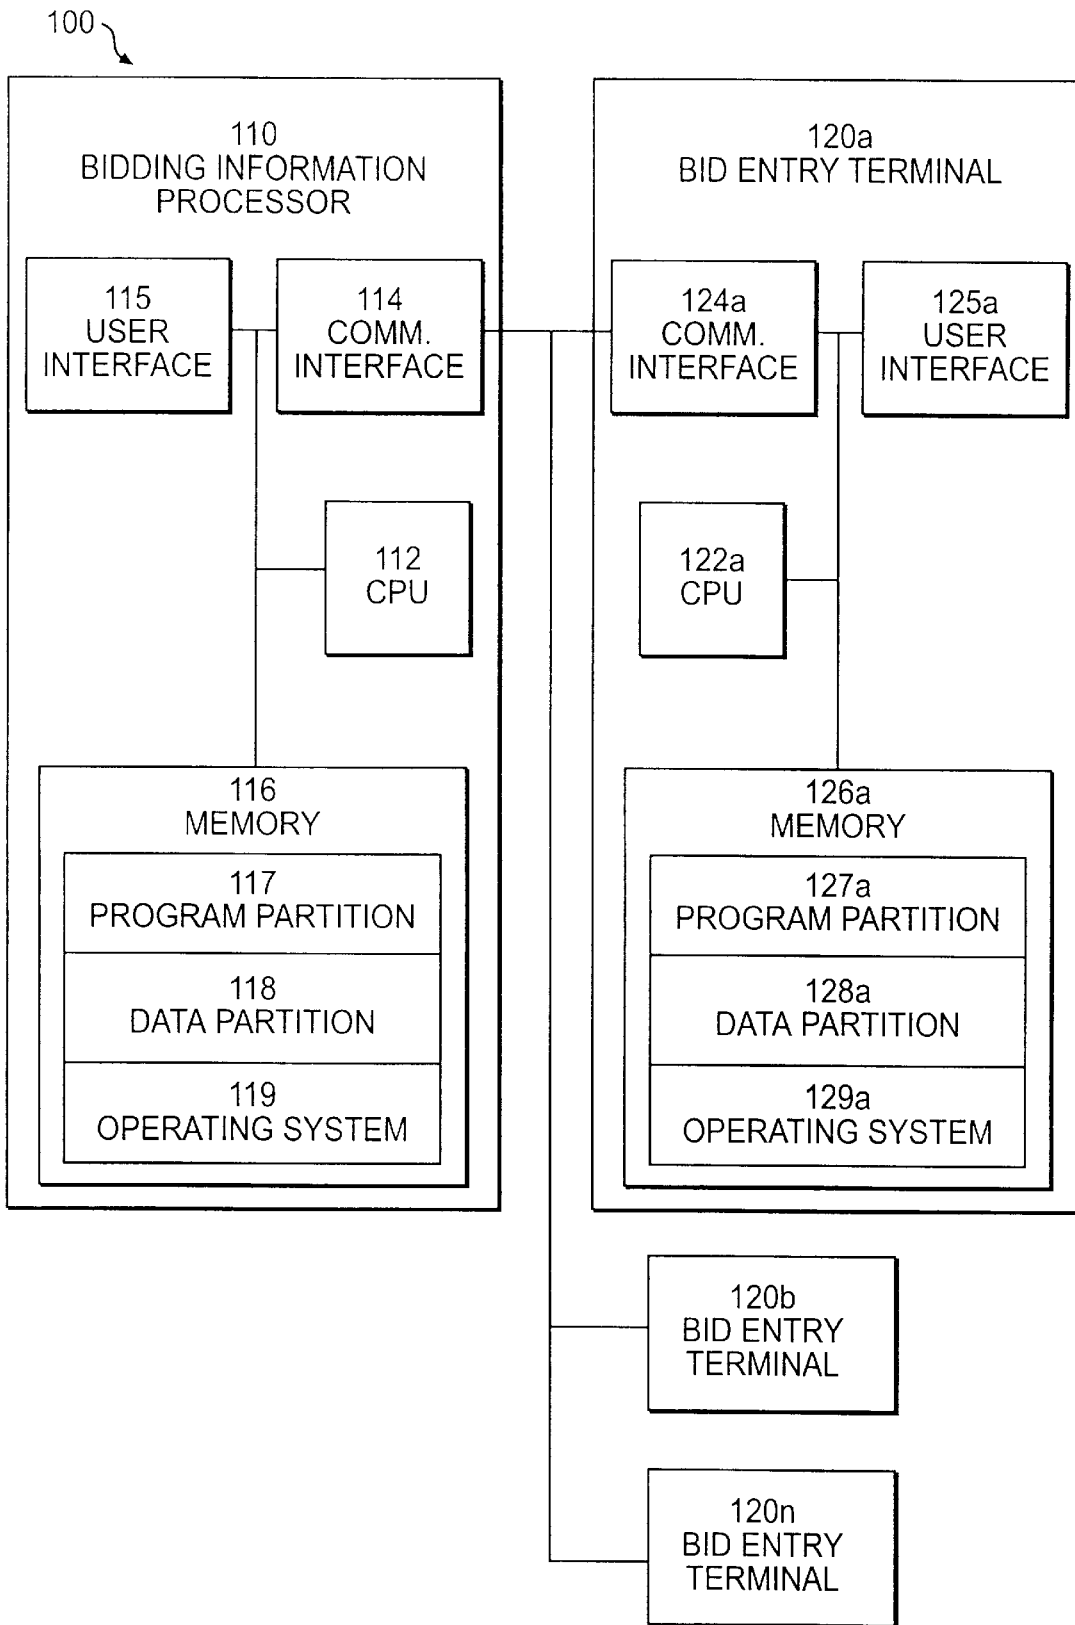 100
110
BIDDING INFORMATION
PROCESSOR
115
USER
INTERFACE
114
COMM.
INTERFACE
112
CPU
116
MEMORY
117
PROGRAM PARTITION
118
DATA PARTITION
119
OPERATING SYSTEM
120a
BID ENTRY TERMINAL
124a
COMM.
INTERFACE
125a
USER
INTERFACE
122a
CPU
126a
MEMORY
127a
PROGRAM PARTITION
128a
DATA PARTITION
129a
OPERATING SYSTEM
120b
BID ENTRY
TERMINAL
120n
BID ENTRY
TERMINAL